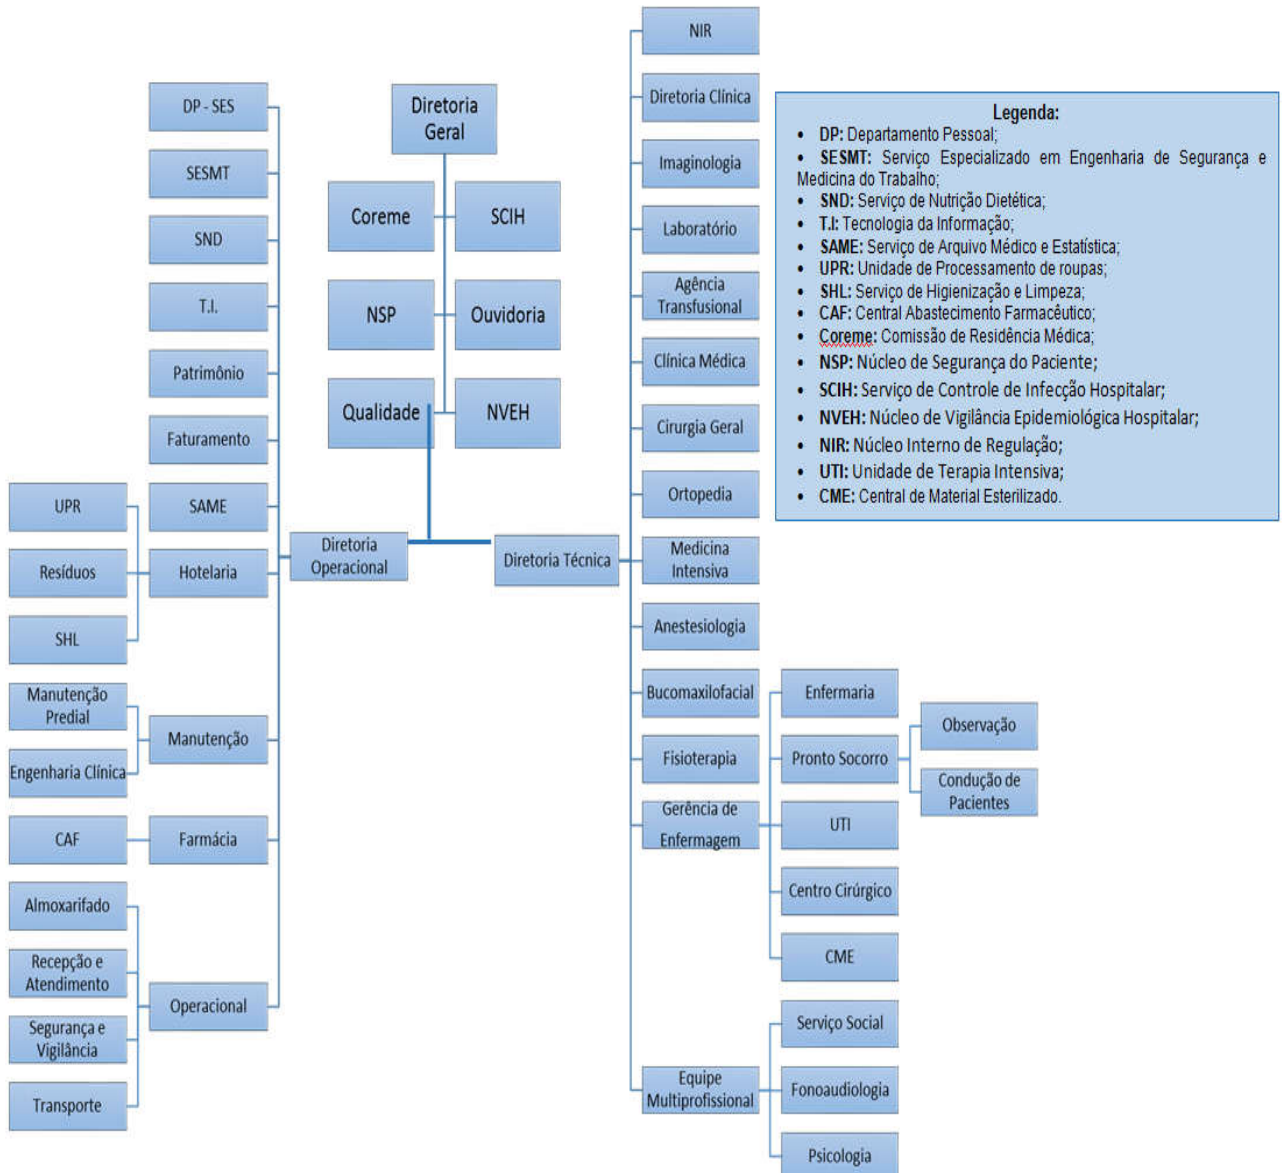 NIR
Diretoria Clínica
Imaginologia
Laboratório
Agência
Transfusional
Clínica Médica
Cirurgia Geral
Ortopedia
Medicina
Intensiva
Anestesiologia
Bucomaxilofacial
Fisioterapia
Gerência de
Enfermagem
Equipe
Multiprofissional
DP - SES
SESMT
SND
T.I.
Patrimônio
Faturamento
SAME
Hotelaria
Manutenção
Farmácia
Operacional
UPR
Resíduos
SHL
Manutenção
Predial
Engenharia Clínica
CAF
Almoxarifado
Recepção e
Atendimento
Segurança e
Vigilância
Transporte
Diretoria
Geral
Coreme
SCIH
NSP
Ouvidoria
Qualidade
NVEH
Diretoria
Operacional
Diretoria Técnica
Enfermaria
Pronto Socorro
UTI
Centro Cirúrgico
CME
Observação
Condução de
Pacientes
Serviço Social
Fonoaudiologia
Psicologia
Legenda:
• DP: Departamento Pessoal;
• SESMT: Serviço Especializado em Engenharia de Segurança e
Medicina do Trabalho;
• SND: Serviço de Nutrição Dietética;
• T.I: Tecnologia da Informação;
• SAME: Serviço de Arquivo Médico e Estatística;
• UPR: Unidade de Processamento de roupas;
• SHL: Serviço de Higienização e Limpeza;
• CAF: Central Abastecimento Farmacêutico;
• Coreme: Comissão de Residência Médica;
• NSP: Núcleo de Segurança do Paciente;
• SCIH: Serviço de Controle de Infecção Hospitalar;
• NVEH: Núcleo de Vigilância Epidemiológica Hospitalar;
• NIR: Núcleo Interno de Regulação;
• UTI: Unidade de Terapia Intensiva;
• CME: Central de Material Esterilizado.